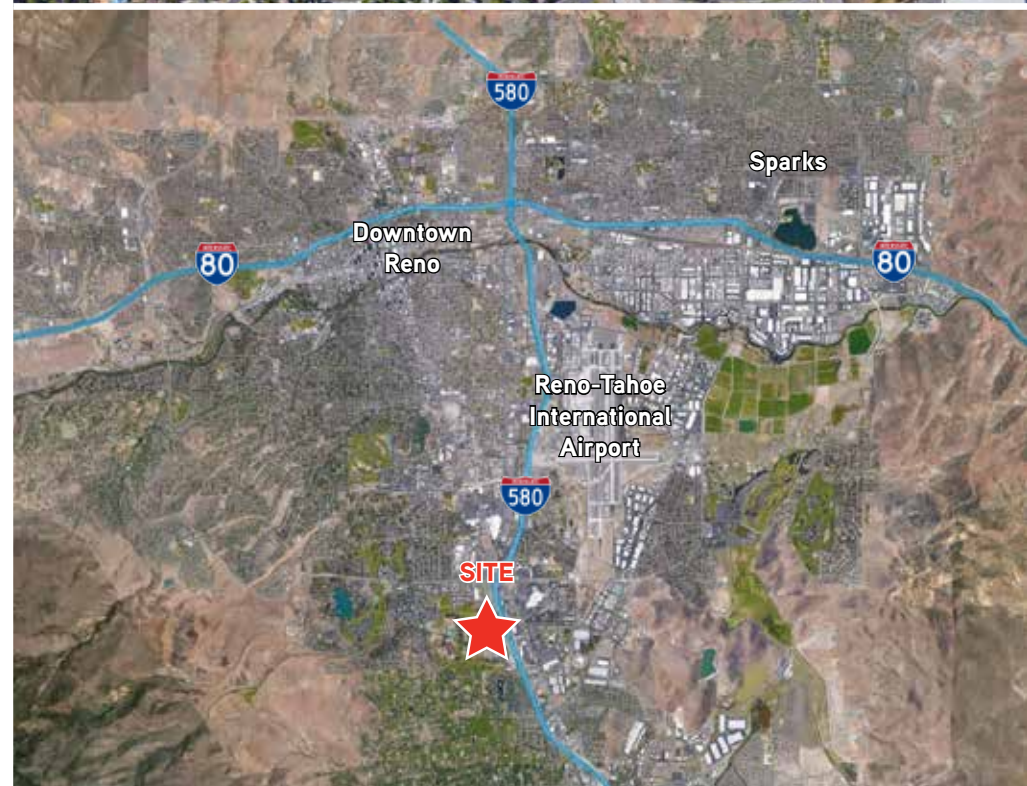 580
Sparks
Downtown
Reno
80
80
Reno-Tahoe
International
Airport
580
SITE